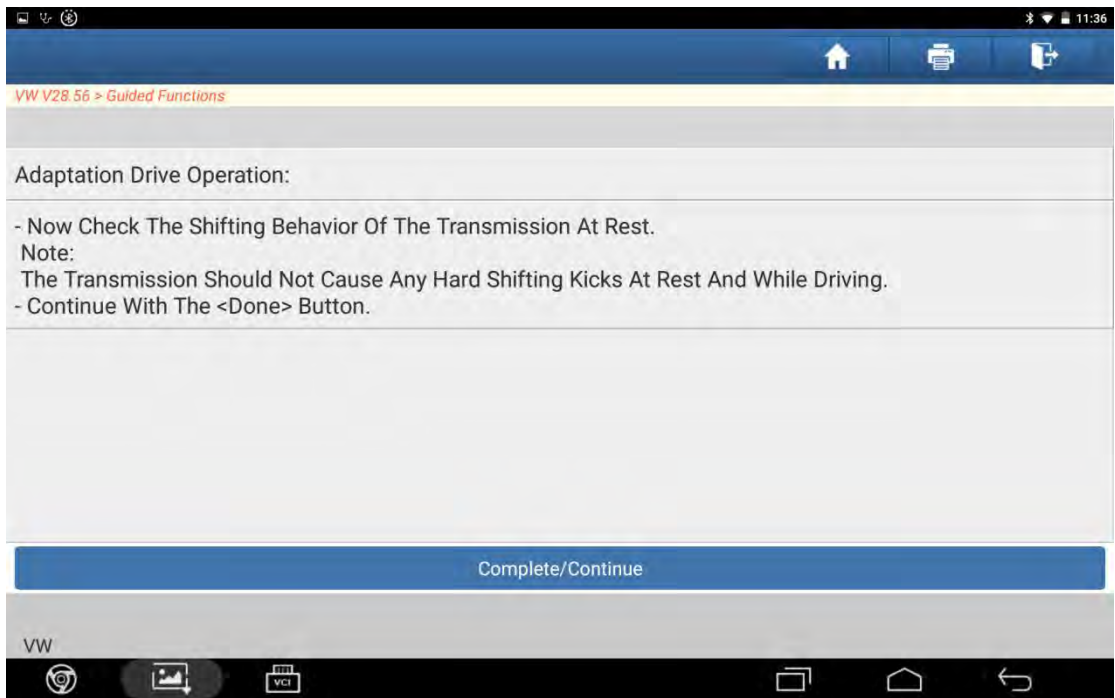 11:36
VW V28.56 > Guided Functions
Adaptation Drive Operation:
- Now Check The Shifting Behavior Of The Transmission At Rest.
Note:
The Transmission Should Not Cause Any Hard Shifting Kicks At Rest And While Driving.
- Continue With The <Done> Button.
Complete/Continue
VW
VCI